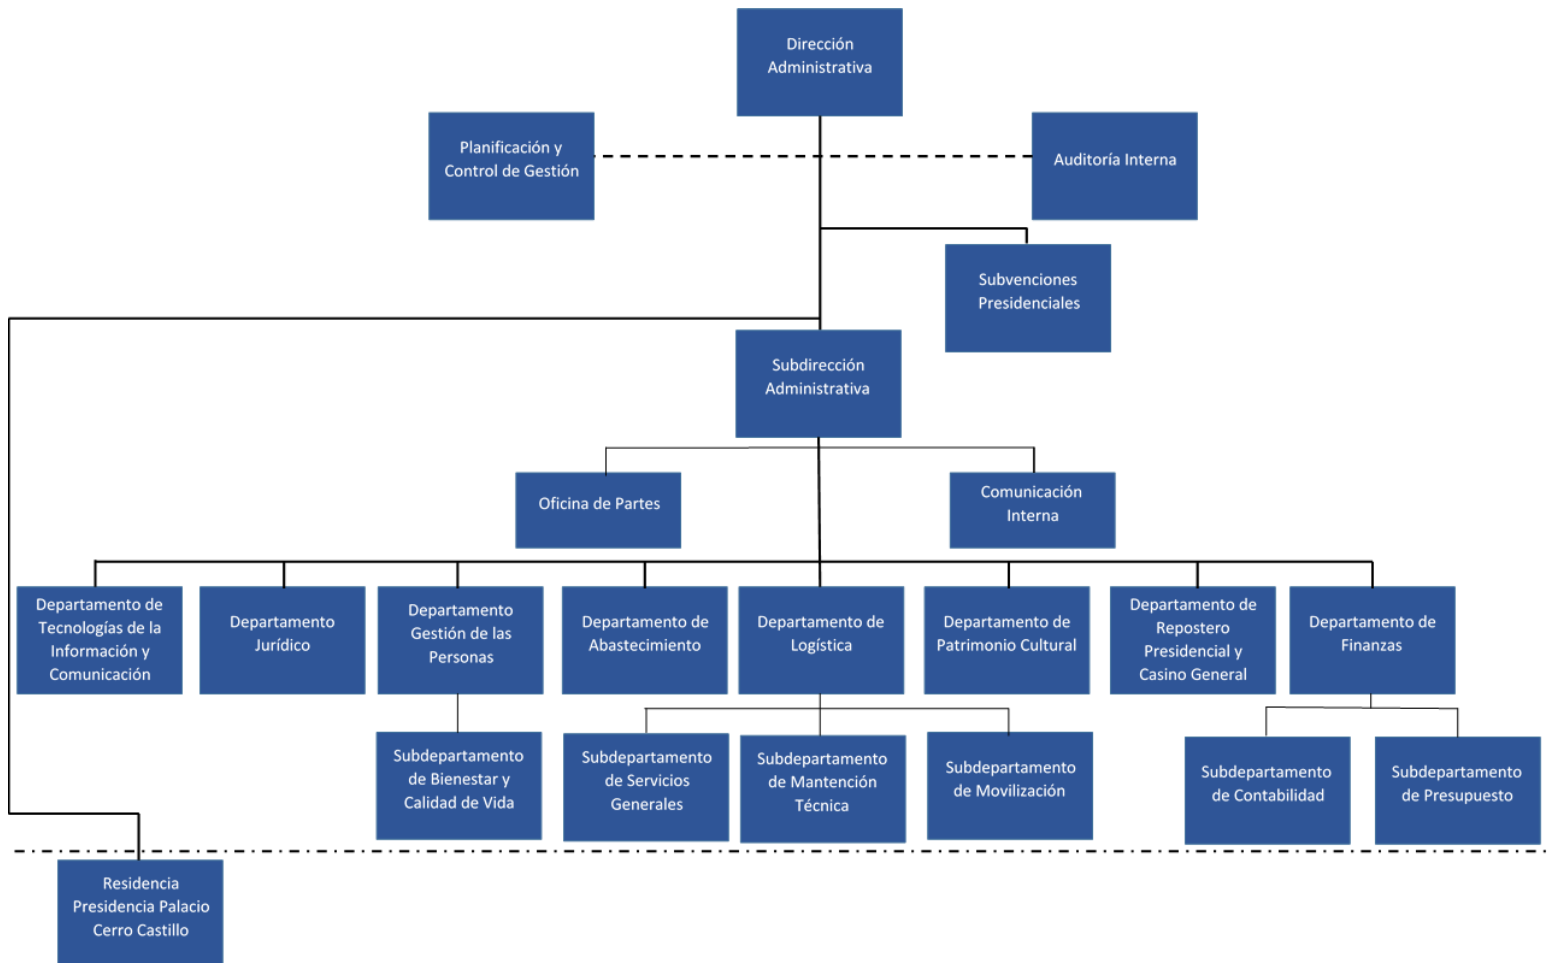 Dirección
Administrativa
Planificación y
Control de Gestión
Auditoría Interna
Subvenciones
Presidenciales
Subdirección
Administrativa
Oficina de Partes
Comunicación
Interna
Departamento de
Tecnologías de la
Información y
Comunicación
Departamento
Jurídico
Departamento
Gestión de las
Personas
Departamento de
Abastecimiento
Departamento de
Logística
Departamento de
Patrimonio Cultural
Departamento de
Repostero
Presidencial y
Casino General
Departamento de
Finanzas
Subdepartamento
de Bienestar y
Calidad de Vida
Subdepartamento
de Servicios
Generales
Subdepartamento
de Mantención
Técnica
Subdepartamento
de Movilización
Subdepartamento
de Contabilidad
Subdepartamento
de Presupuesto
Residencia
Presidencia Palacio
Cerro Castillo